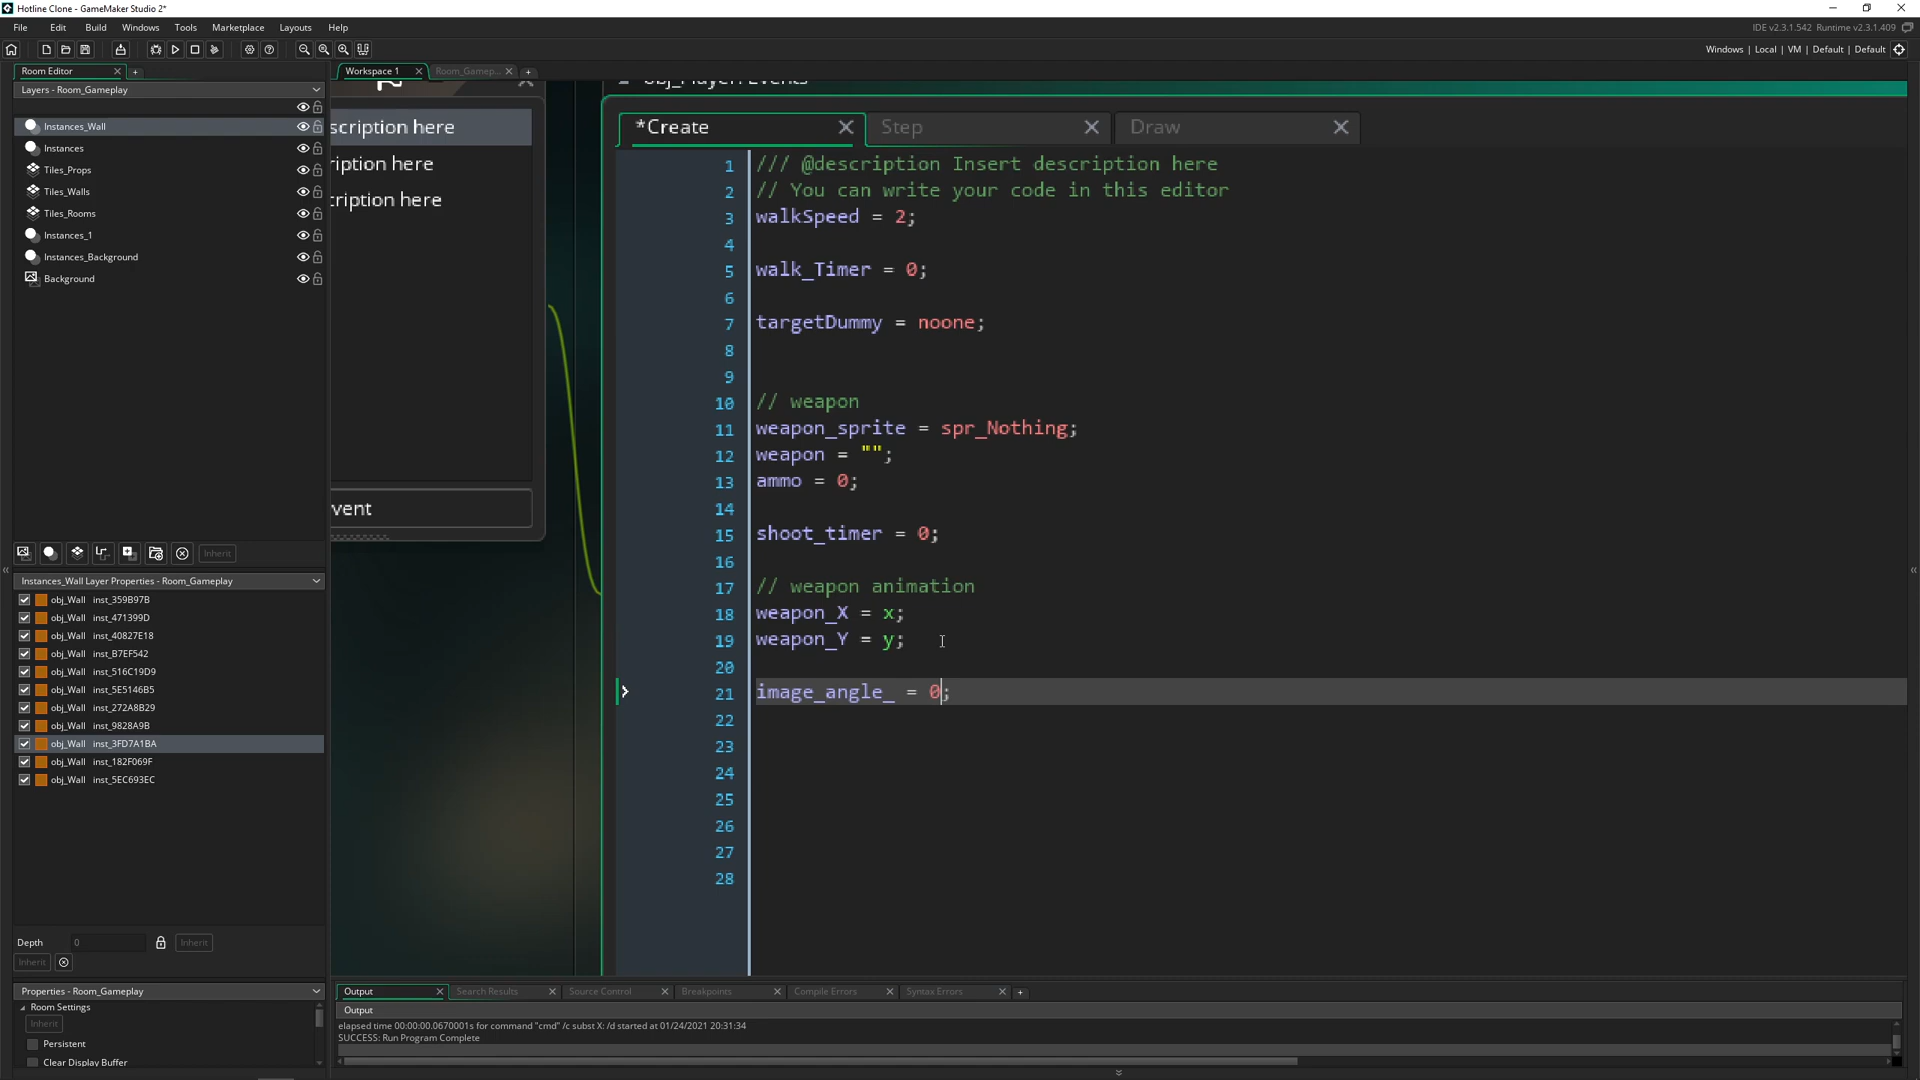 Hotline Clone - GameMaker Studio 2*
File Edit Build Windows Tools Marketplace Layouts Help
IDE v2.3.1.542 Runtime v2.3.1.409
Windows | Local | VM | Default | Default
Room Editor
Workspace 1
Room_Gamep...
Layers - Room_Gameplay
Instances_Wall
Instances
Tiles_Props
Tiles_Walls
Tiles_Rooms
Instances_1
Instances_Background
Background
Inherit
Instances_Wall Layer Properties - Room_Gameplay
obj_Wall inst_359B97B
obj_Wall inst_471399D
obj_Wall inst_40827E18
obj_Wall inst_B7EF542
obj_Wall inst_516C19D9
obj_Wall inst_5E5146B5
obj_Wall inst_272A8B29
obj_Wall inst_9828A9B
obj_Wall inst_3FD7A1BA
obj_Wall inst_182F069F
obj_Wall inst_5EC693EC
Depth 0 Inherit
Inherit
Properties - Room_Gameplay
Room Settings
Inherit
Persistent
Clear Display Buffer
scription here
ription here
cription here
vent
obj_Player: Events
*Create
Step
Draw
1 /// @description Insert description here
2 // You can write your code in this editor
3 walkSpeed = 2;
4
5 walk_Timer = 0;
6
7 targetDummy = noone;
8
9
10 // weapon
11 weapon_sprite = spr_Nothing;
12 weapon = "";
13 ammo = 0;
14
15 shoot_timer = 0;
16
17 // weapon animation
18 weapon_X = x;
19 weapon_Y = y;
20
21 image_angle_ = 0;
22
23
24
25
26
27
28
Output Search Results Source Control Breakpoints Compile Errors Syntax Errors
Output
elapsed time 00:00:00.0670001s for command "cmd" /c subst X: /d started at 01/24/2021 20:31:34
SUCCESS: Run Program Complete